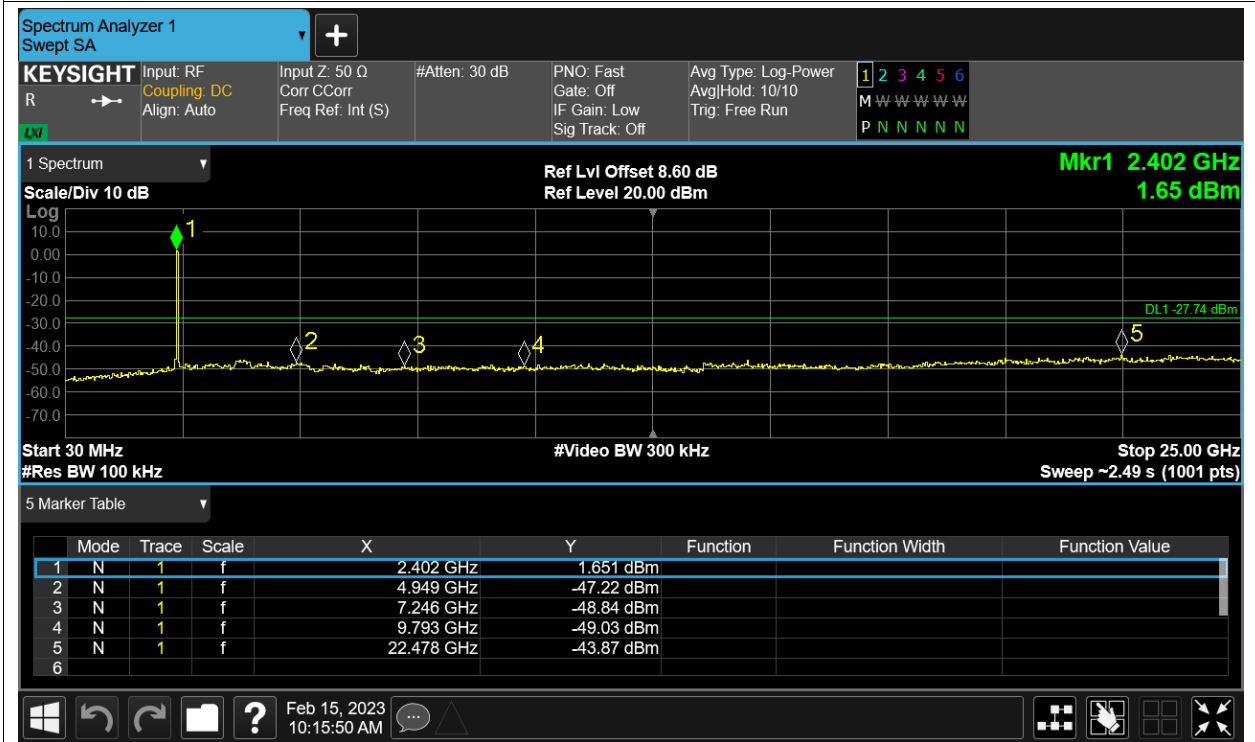 Spectrum Analyzer 1
Swept SA
+
KEYSIGHT Input: RF Input Z: 50 Ω #Atten: 30 dB PNO: Fast Avg Type: Log-Power 1 2 3 4 5 6
R Coupling: DC Corr CCorr Gate: Off Avg|Hold: 10/10 M W W W W W
Align: Auto Freq Ref: Int (S) IF Gain: Low Trig: Free Run
LXI Sig Track: Off P N N N N N
1 Spectrum Ref Lvl Offset 8.60 dB Mkr1 2.402 GHz
Scale/Div 10 dB Ref Level 20.00 dBm 1.65 dBm
Log
10.0 1
0.00
-10.0
-20.0 DL1 -27.74 dBm
-30.0
-40.0 2 3 4 5
-50.0
-60.0
-70.0
Start 30 MHz #Video BW 300 kHz Stop 25.00 GHz
#Res BW 100 kHz Sweep ~2.49 s (1001 pts)
5 Marker Table
Mode Trace Scale X Y Function Function Width Function Value
1 N 1 f 2.402 GHz 1.651 dBm
2 N 1 f 4.949 GHz -47.22 dBm
3 N 1 f 7.246 GHz -48.84 dBm
4 N 1 f 9.793 GHz -49.03 dBm
5 N 1 f 22.478 GHz -43.87 dBm
6
? Feb 15, 2023
10:15:50 AM